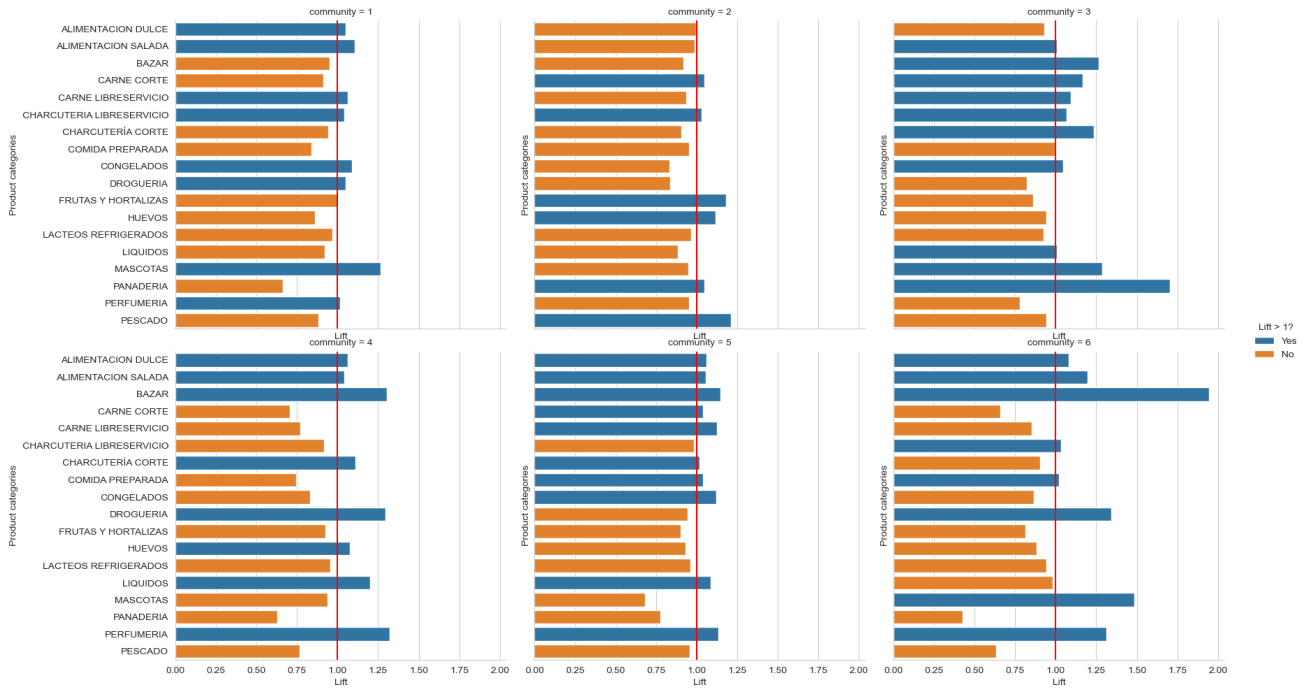 community = 1
community = 2
community = 3
Product categories
ALIMENTACION DULCE
ALIMENTACION SALADA
BAZAR
CARNE CORTE
CARNE LIBRESERVICIO
CHARCUTERIA LIBRESERVICIO
CHARCUTERÍA CORTE
COMIDA PREPARADA
CONGELADOS
DROGUERIA
FRUTAS Y HORTALIZAS
HUEVOS
LACTEOS REFRIGERADOS
LIQUIDOS
MASCOTAS
PANADERIA
PERFUMERIA
PESCADO
Product categories
Product categories
Lift
Lift
Lift
Lift > 1?
Yes
No
community = 4
community = 5
community = 6
Product categories
ALIMENTACION DULCE
ALIMENTACION SALADA
BAZAR
CARNE CORTE
CARNE LIBRESERVICIO
CHARCUTERIA LIBRESERVICIO
CHARCUTERÍA CORTE
COMIDA PREPARADA
CONGELADOS
DROGUERIA
FRUTAS Y HORTALIZAS
HUEVOS
LACTEOS REFRIGERADOS
LIQUIDOS
MASCOTAS
PANADERIA
PERFUMERIA
PESCADO
Product categories
Product categories
0.00 0.25 0.50 0.75 1.00 1.25 1.50 1.75 2.00
0.00 0.25 0.50 0.75 1.00 1.25 1.50 1.75 2.00
0.00 0.25 0.50 0.75 1.00 1.25 1.50 1.75 2.00
Lift
Lift
Lift